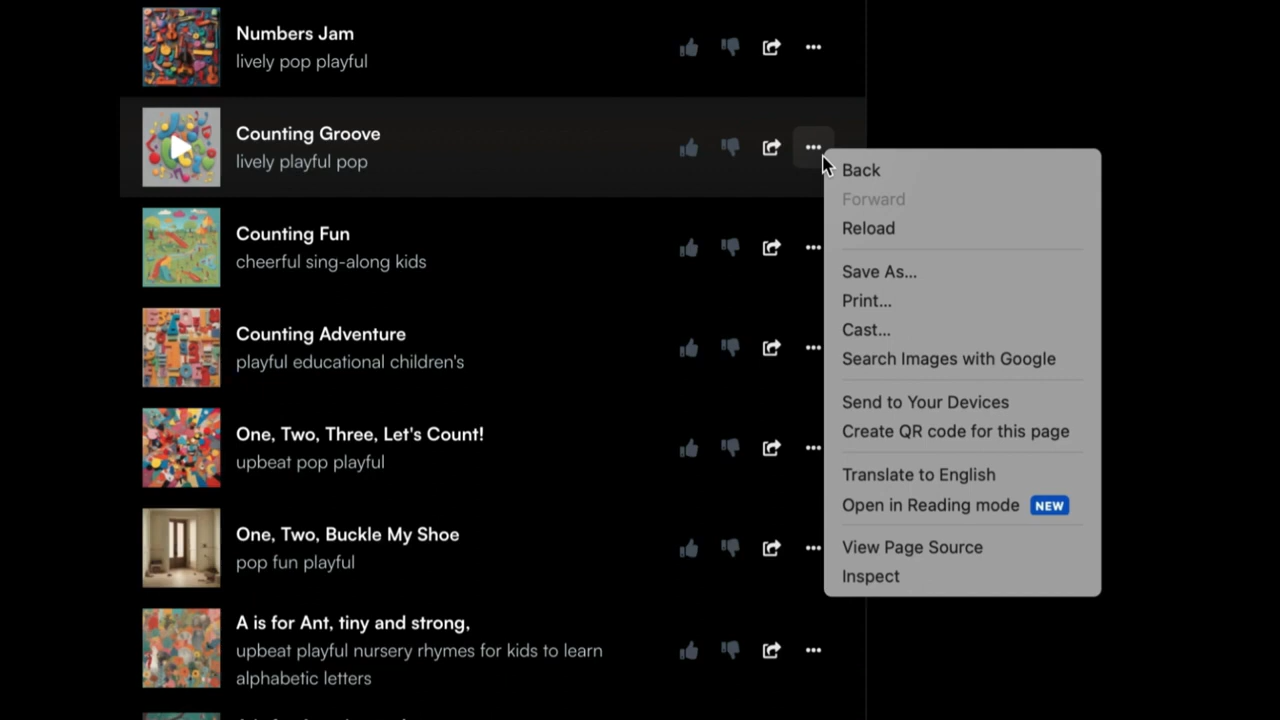 Numbers Jam
lively pop playful
Counting Groove
lively playful pop
Counting Fun
cheerful sing-along kids
Counting Adventure
playful educational children's
One, Two, Three, Let's Count!
upbeat pop playful
One, Two, Buckle My Shoe
pop fun playful
A is for Ant, tiny and strong,
upbeat playful nursery rhymes for kids to learn
alphabetic letters
Back
Forward
Reload
Save As...
Print...
Cast...
Search Images with Google
Send to Your Devices
Create QR code for this page
Translate to English
Open in Reading mode NEW
View Page Source
Inspect